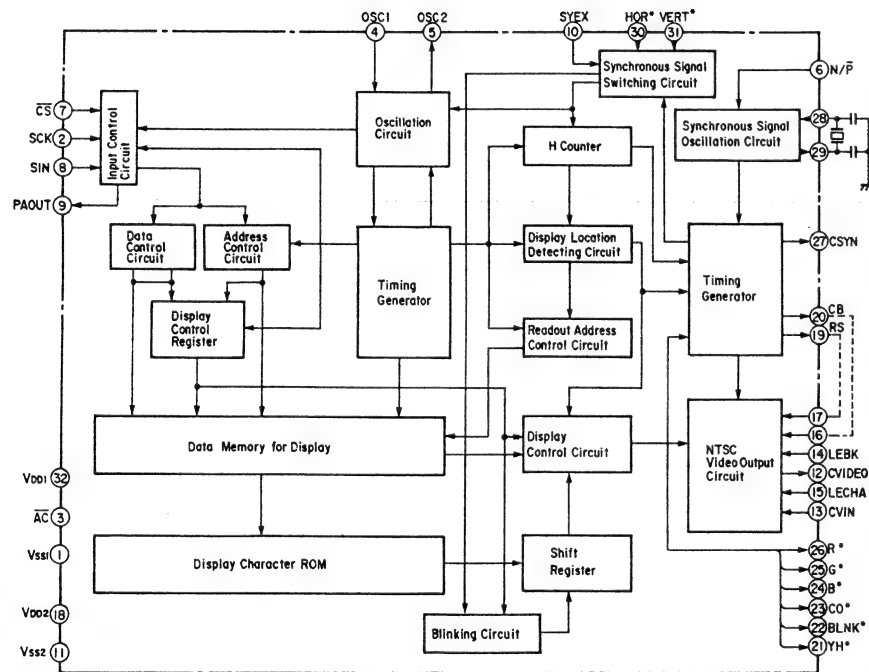 OSC1
OSC2
SYEX
HOR*
VERT*
4
5
10
30
31
Synchronous Signal
Switching Circuit
6
N/P̅
C̅S̅
7
SCK
2
SIN
8
PAOUT
9
Input Control
Circuit
Oscillation
Circuit
H Counter
Synchronous Signal
Oscillation Circuit
28
29
Data
Control
Circuit
Address
Control
Circuit
Display
Control
Register
Timing
Generator
Display Location
Detecting Circuit
Readout Address
Control Circuit
Timing
Generator
27
CSYN
CB
20
RS
19
Data Memory for Display
Display
Control Circuit
NTSC
Video Output
Circuit
17
16
14
LEBK
12
CVIDEO
15
LECHA
13
CVIN
VDD1
32
A̅C̅
3
VSS1
1
VDD2
18
VSS2
11
Display Character ROM
Shift
Register
Blinking Circuit
26
R*
25
G*
24
B*
23
CO*
22
BLNK*
21
YH*